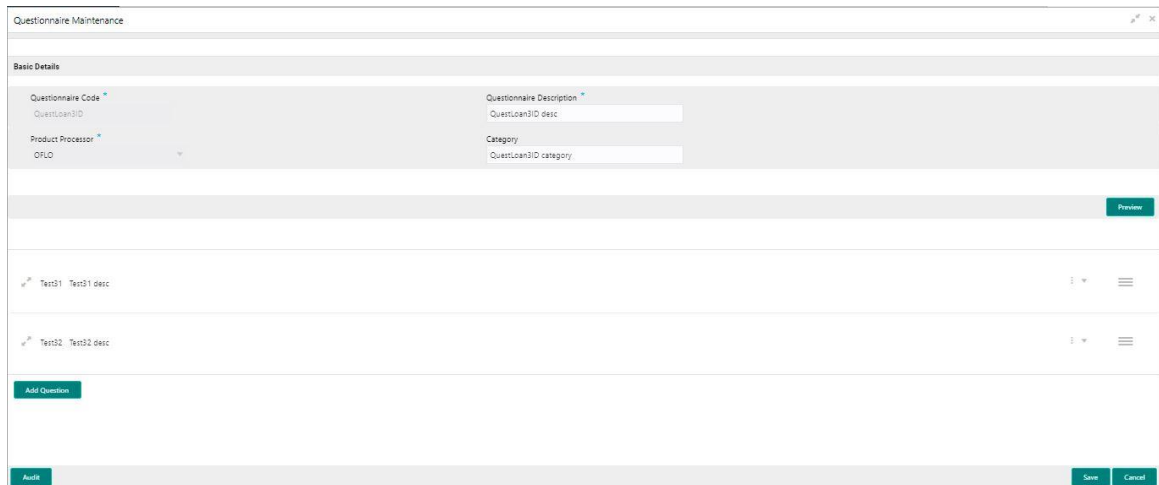 Questionnaire Maintenance
Basic Details
Questionnaire Code *
Questionnaire Description *
QuestLoan3ID
QuestLoan3ID desc
Product Processor *
Category
OFLO
QuestLoan3ID category
Preview
Test31 Test31 desc
Test32 Test32 desc
Add Question
Audit
Save
Cancel